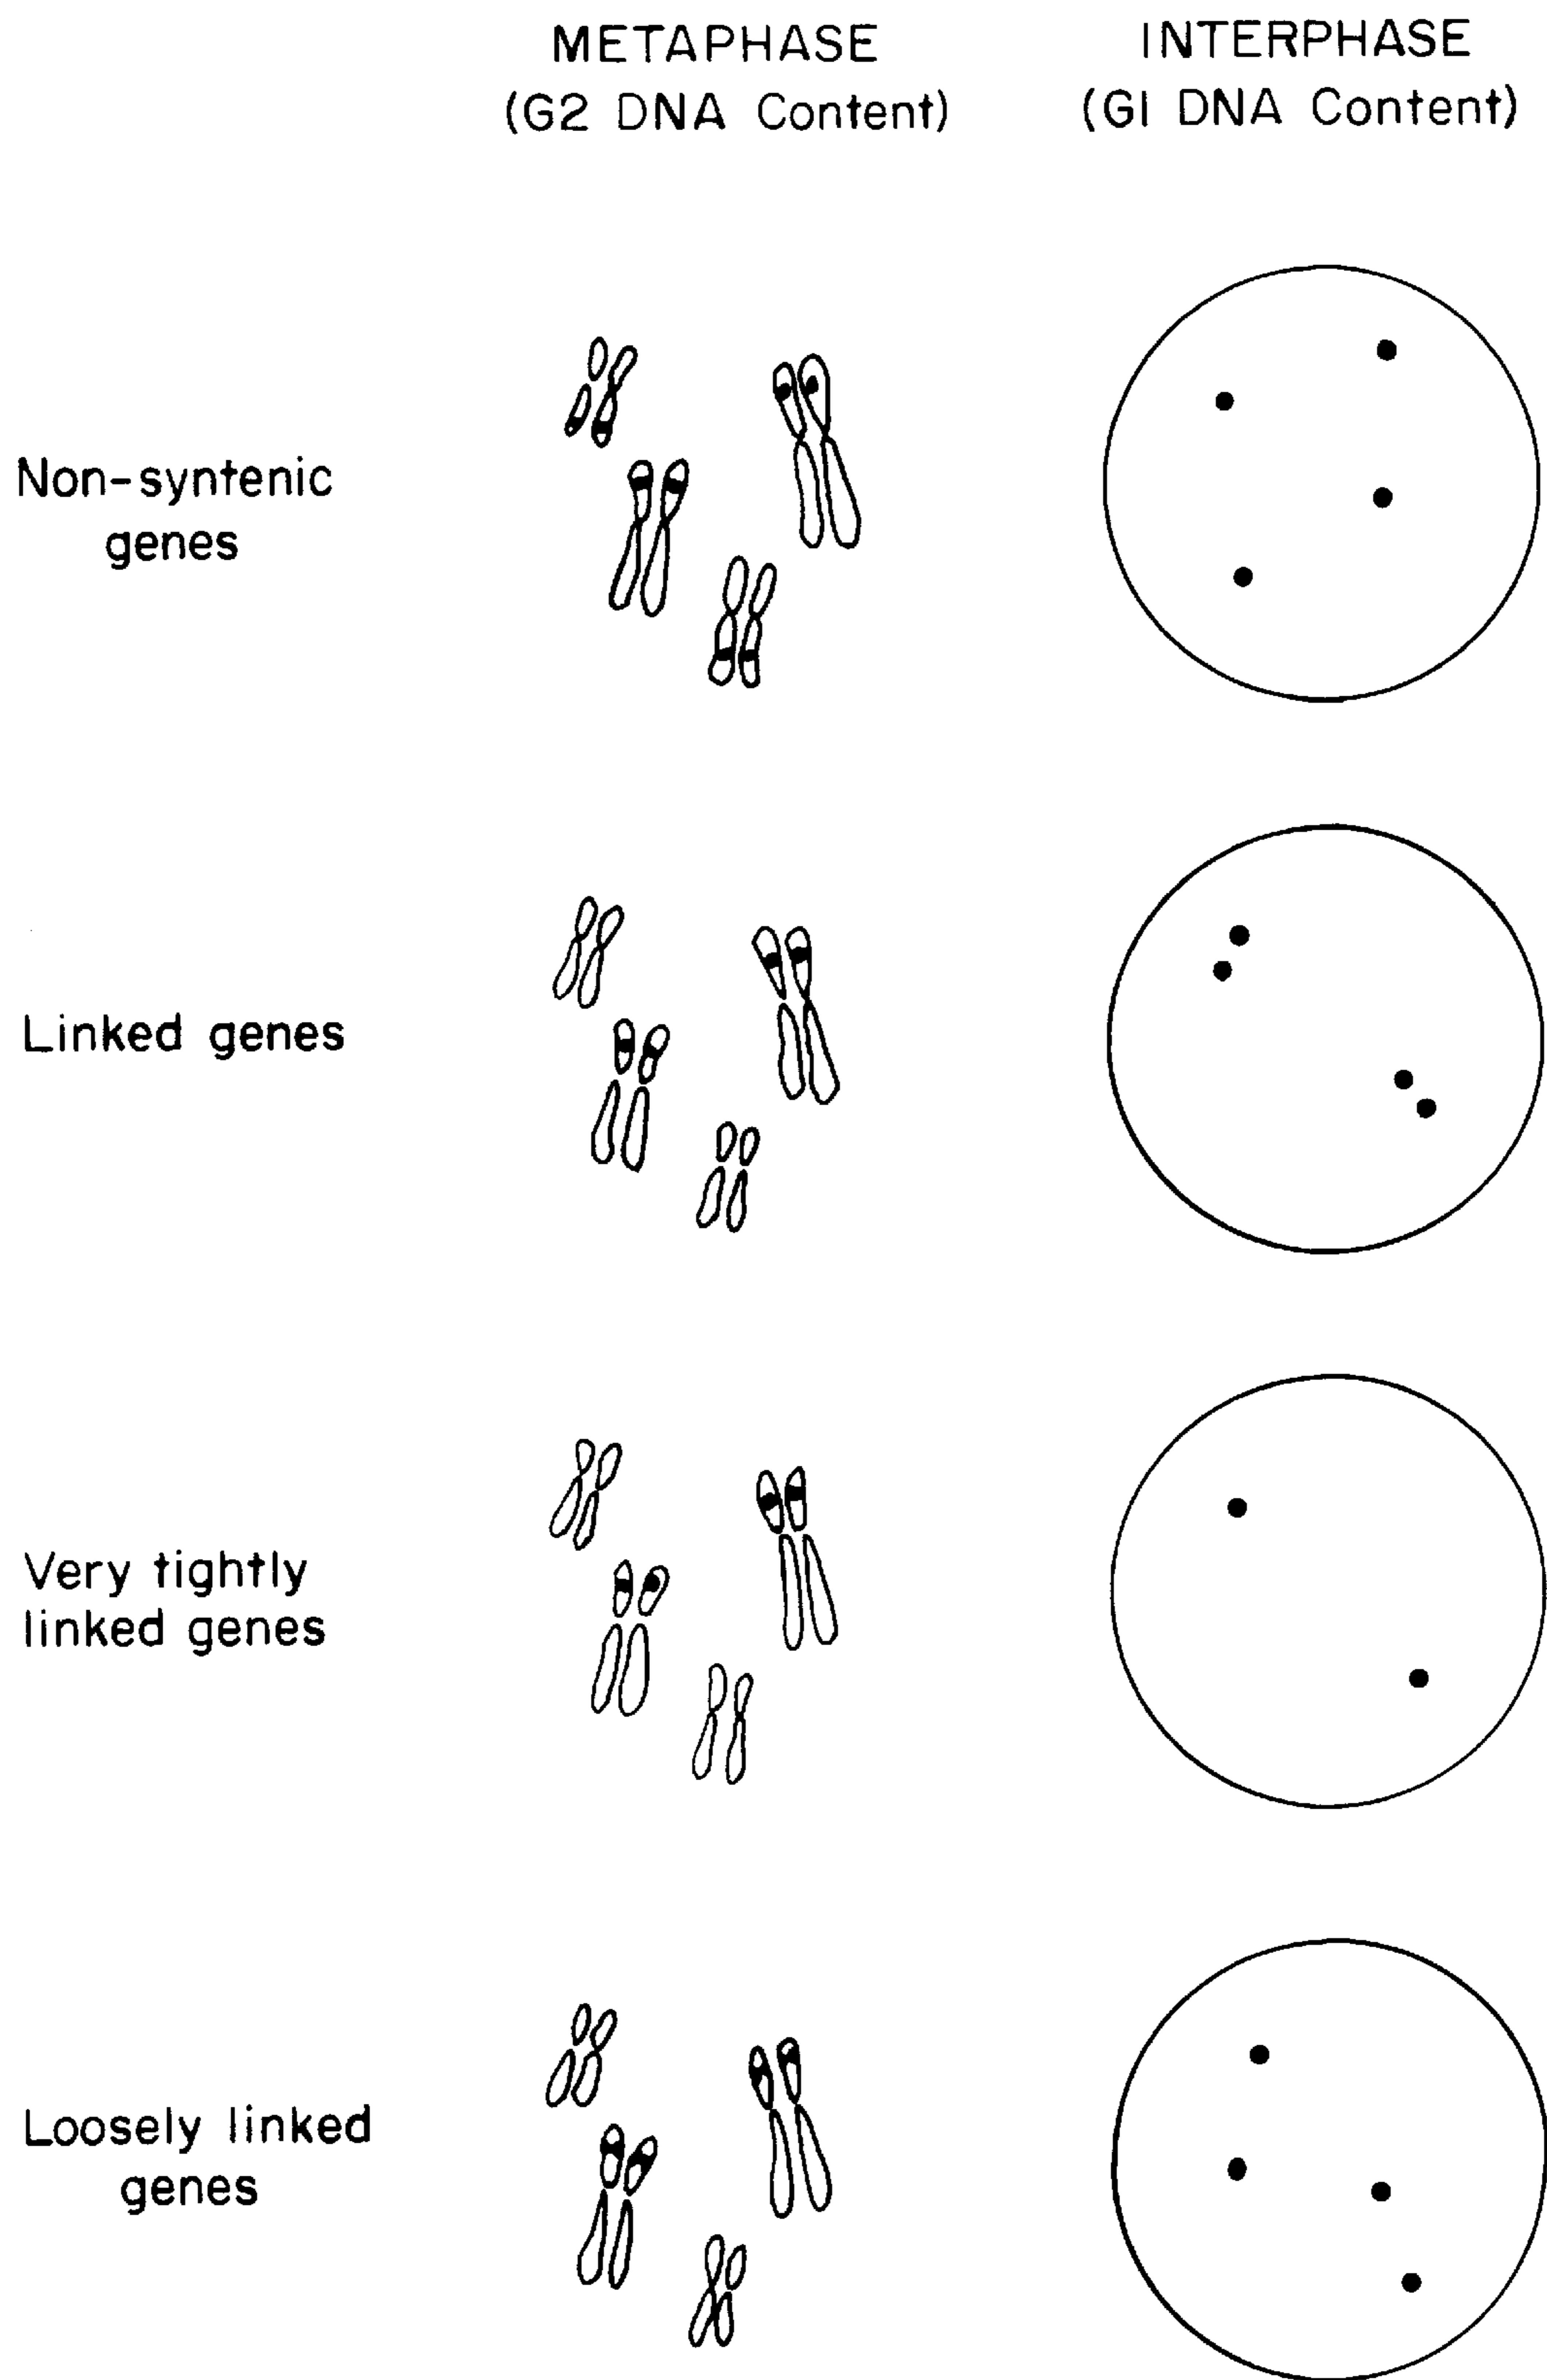 METAPHASE
(G2 DNA Content)
INTERPHASE
(G1 DNA Content)
Non-syntenic
genes
Linked genes
Very tightly
linked genes
Loosely linked
genes